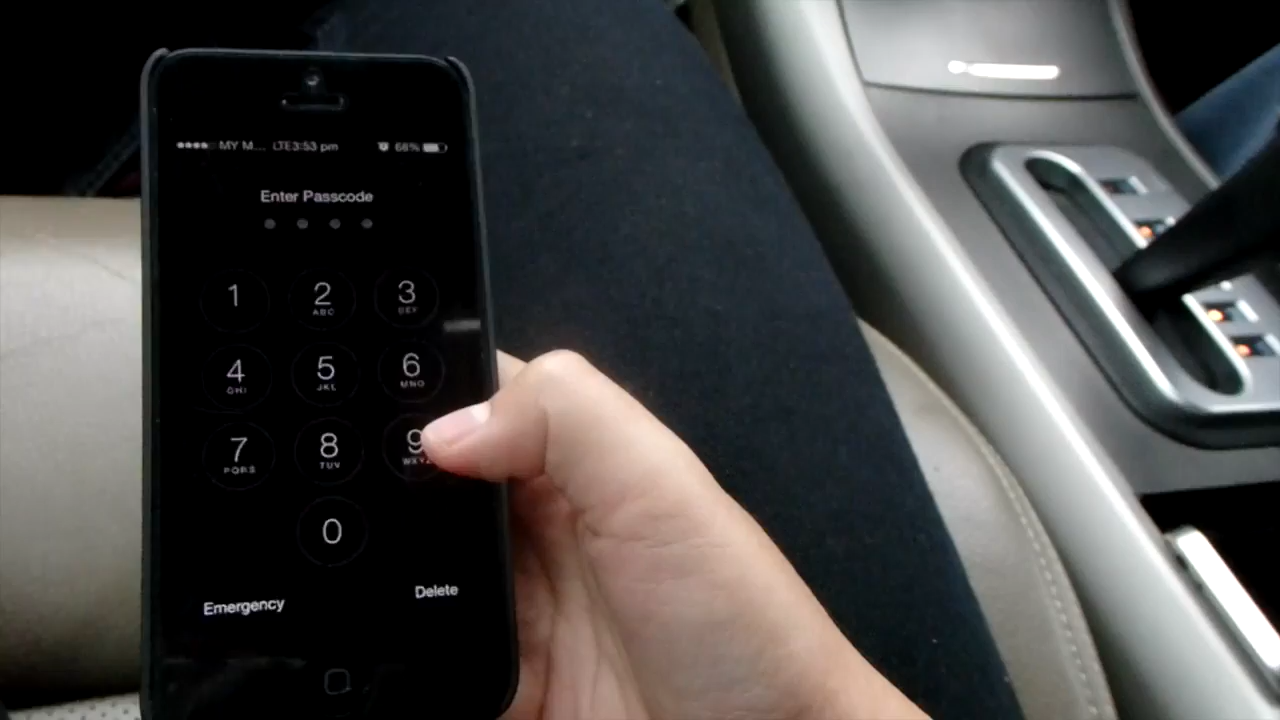 MY M... LTE 3:53 pm 68%
Enter Passcode
1 2 3
ABC DEF
4 5 6
GHI JKL MNO
7 8 9
PQRS TUV WXYZ
0
Emergency Delete